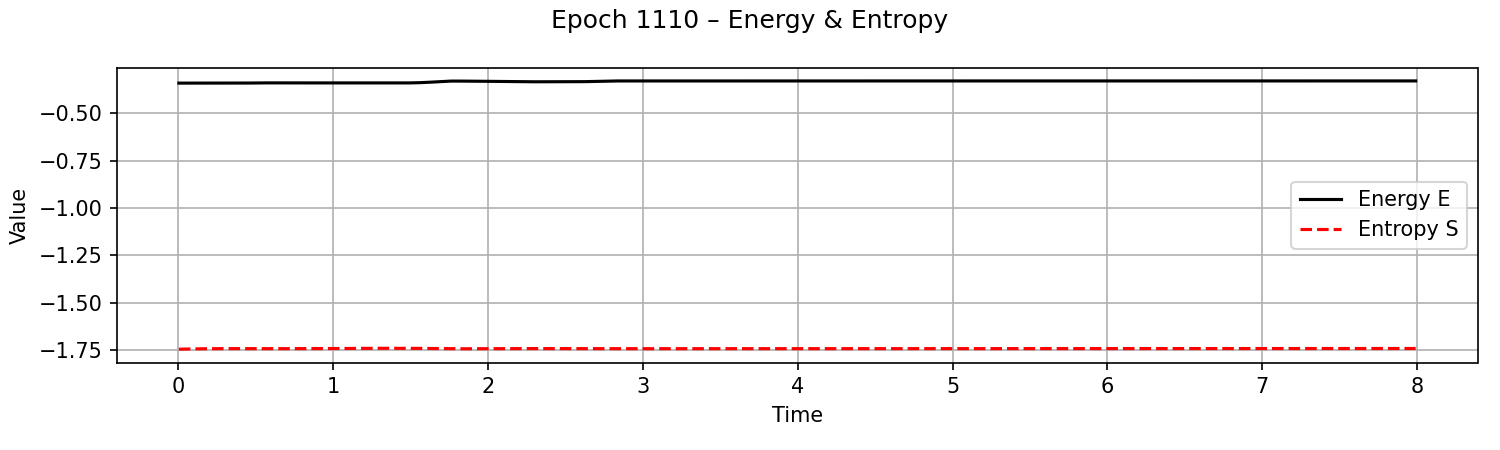 Epoch 1110 – Energy & Entropy
Value
−0.50
−0.75
−1.00
−1.25
−1.50
−1.75
Energy E
Entropy S
0 1 2 3 4 5 6 7 8
Time